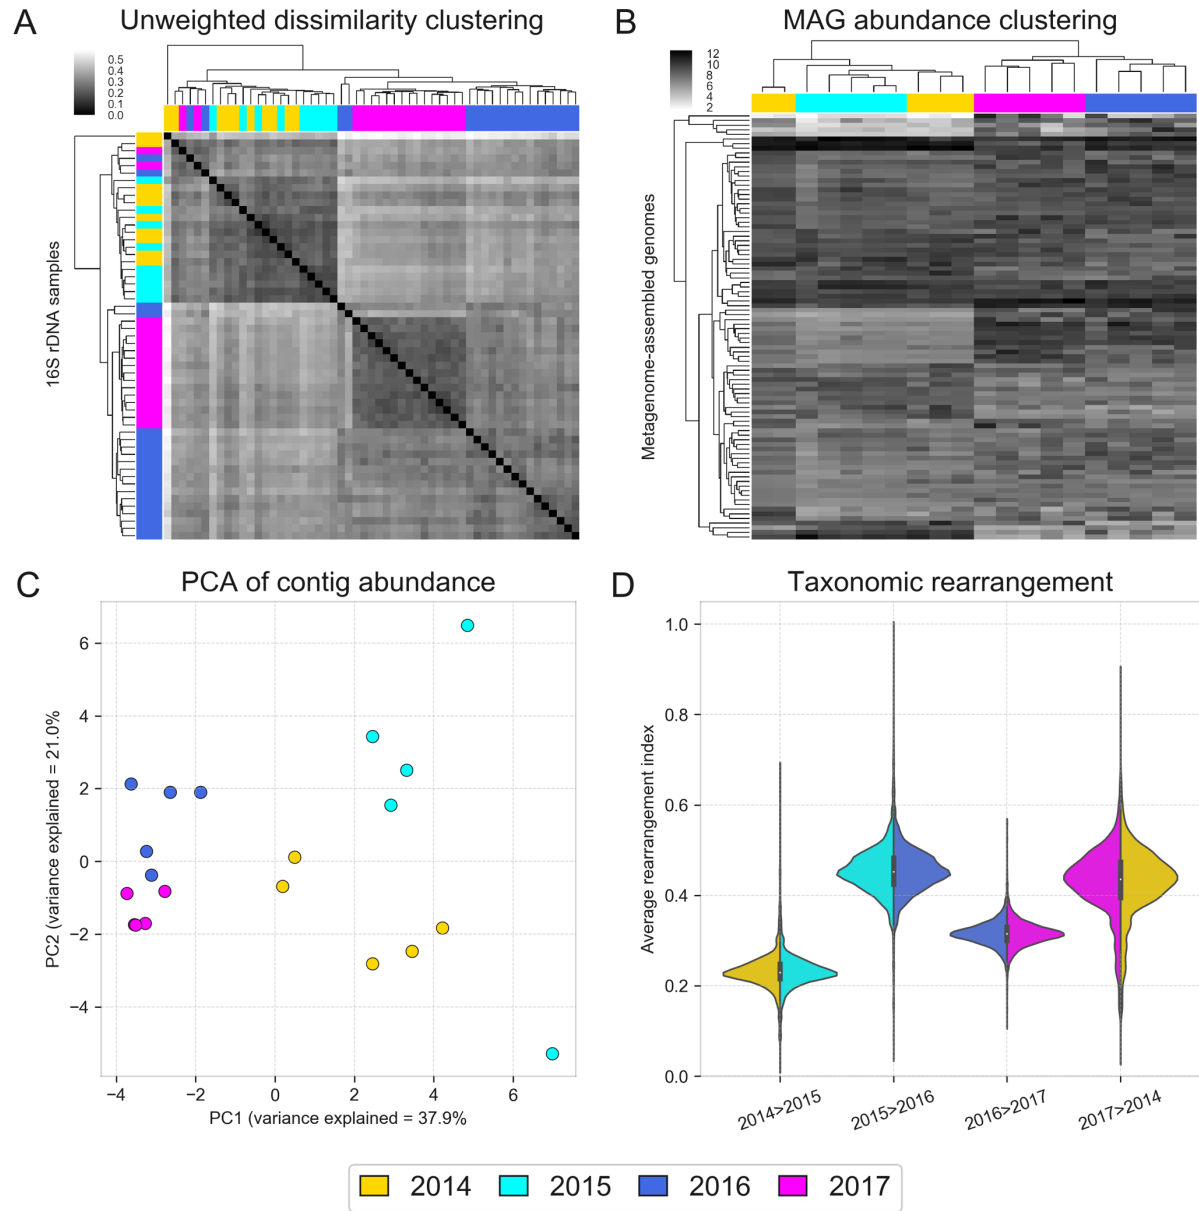 A Unweighted dissimilarity clustering
0.5
0.4
0.3
0.2
0.1
0.0
16S rDNA samples
B MAG abundance clustering
12
10
8
6
4
2
Metagenome-assembled genomes
C PCA of contig abundance
6
4
2
0
−2
−4
PC2 (variance explained = 21.0%
−4 −2 0 2 4 6
PC1 (variance explained = 37.9%
D Taxonomic rearrangement
1.0
0.8
0.6
0.4
0.2
0.0
Average rearrangement index
2014>2015 2015>2016 2016>2017 2017>2014
2014 2015 2016 2017